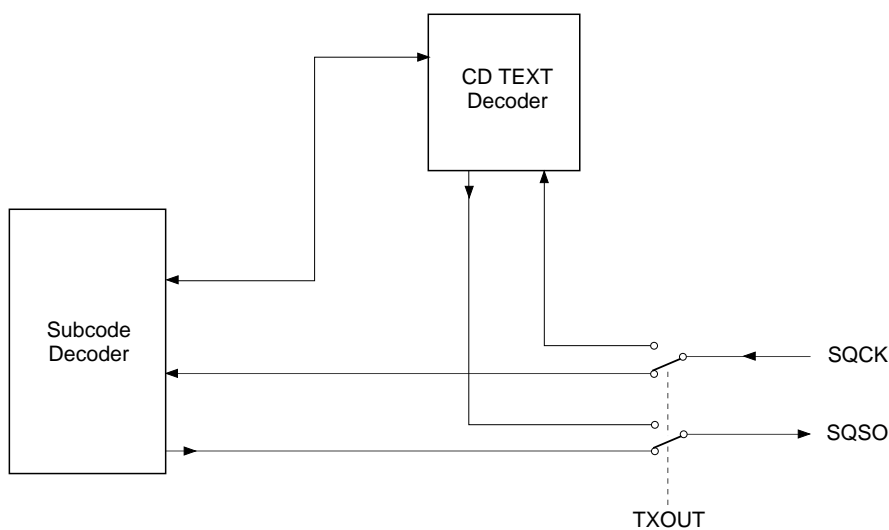 CD TEXT
Decoder
Subcode
Decoder
SQCK
SQSO
TXOUT